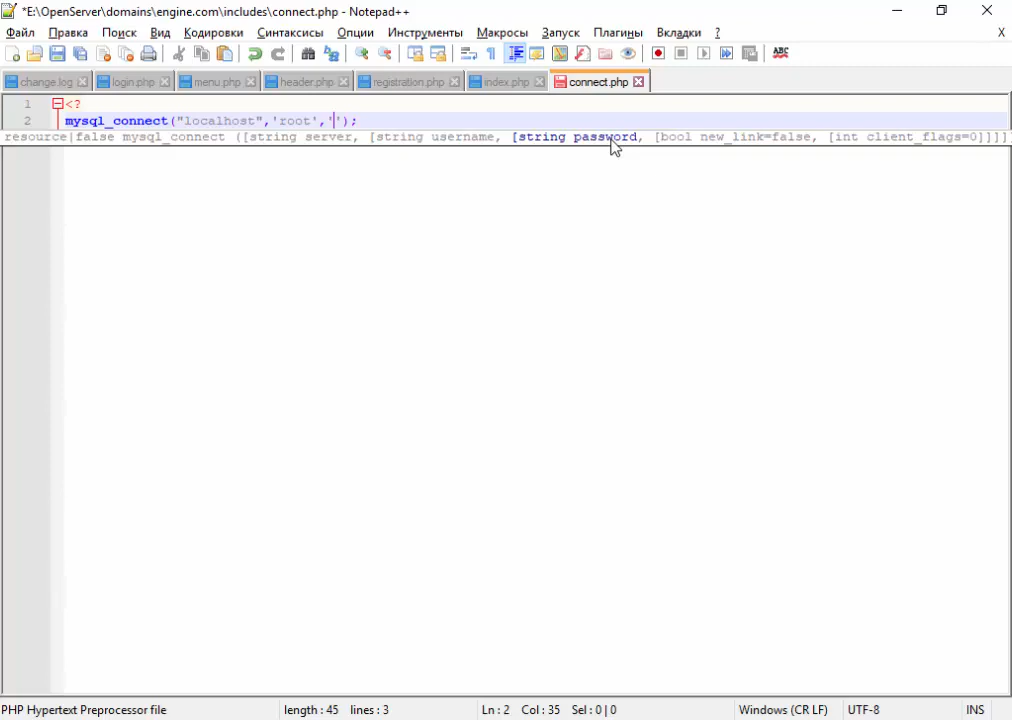 *E:\OpenServer\domains\engine.com\includes\connect.php - Notepad++
Файл Правка Поиск Вид Кодировки Синтаксисы Опции Инструменты Макросы Запуск Плагины Вкладки ? X
change.log login.php menu.php header.php registration.php index.php connect.php
1 <?
2 mysql_connect("localhost",'root','');
resource|false mysql_connect ([string server, [string username, [string password, [bool new_link=false, [int client_flags=0]]]]
PHP Hypertext Preprocessor file length : 45 lines : 3 Ln : 2 Col : 35 Sel : 0 | 0 Windows (CR LF) UTF-8 INS